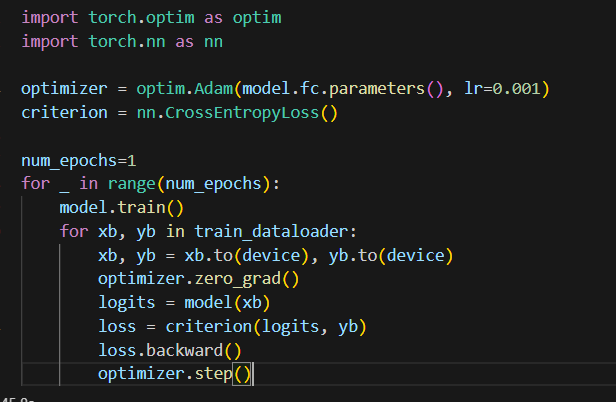 import torch.optim as optim
import torch.nn as nn
optimizer = optim.Adam(model.fc.parameters(), lr=0.001)
criterion = nn.CrossEntropyLoss()
num_epochs=1
for _ in range(num_epochs):
    model.train()
    for xb, yb in train_dataloader:
        xb, yb = xb.to(device), yb.to(device)
        optimizer.zero_grad()
        logits = model(xb)
        loss = criterion(logits, yb)
        loss.backward()
        optimizer.step()